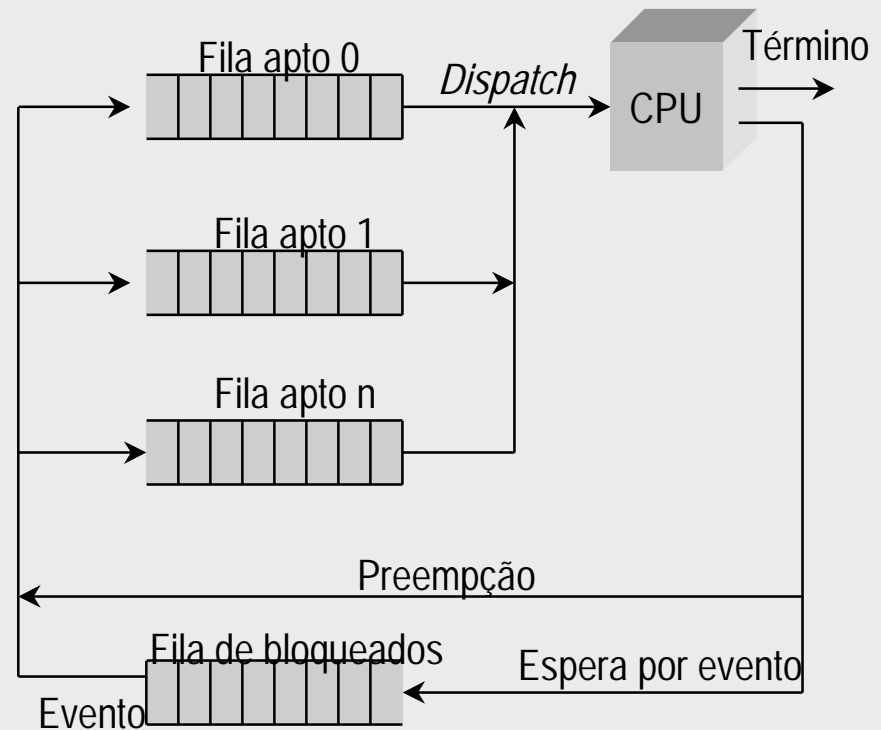 Fila apto 0
Dispatch
CPU
Término
Fila apto 1
Fila apto n
Preempção
Fila de bloqueados
Espera por evento
Evento